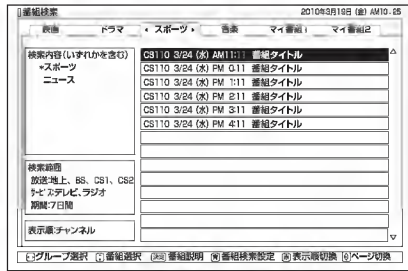 番組検索
2010年3月19日 (金) AM10:25
映画 ドラマ スポーツ 音楽 マイ番組1 マイ番組2
検索内容(いずれかを含む)
*スポーツ
ニュース
CS110 3/24 (水) AM11:11 番組タイトル
CS110 3/24 (水) PM 0:11 番組タイトル
CS110 3/24 (水) PM 1:11 番組タイトル
CS110 3/24 (水) PM 2:11 番組タイトル
CS110 3/24 (水) PM 3:11 番組タイトル
CS110 3/24 (水) PM 4:11 番組タイトル
検索範囲
放送:地上、BS、CS1、CS2
サービス:テレビ、ラジオ
期間:7日間
表示順:チャンネル
グループ選択 番組選択 決定 番組説明 青 番組検索設定 表示順切換 ページ切換